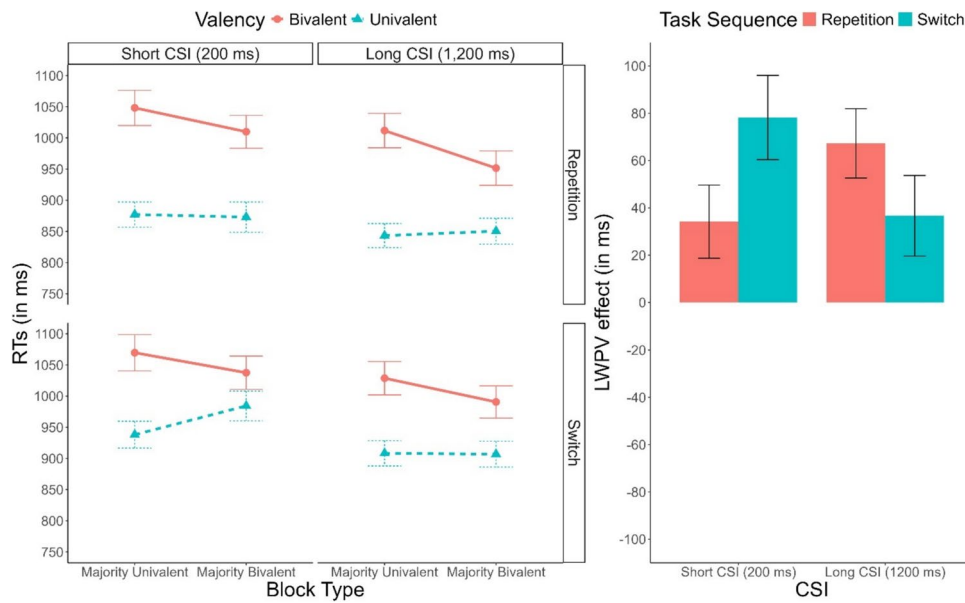 Valency Bivalent Univalent
Short CSI (200 ms) Long CSI (1,200 ms)
RTs (in ms)
1100
1050
1000
950
900
850
800
750
Repetition
1100
1050
1000
950
900
850
800
750
Switch
Majority Univalent Majority Bivalent Majority Univalent Majority Bivalent
Block Type
Task Sequence Repetition Switch
LWPV effect (in ms)
100
80
60
40
20
0
-20
-40
-60
-80
-100
Short CSI (200 ms) Long CSI (1200 ms)
CSI